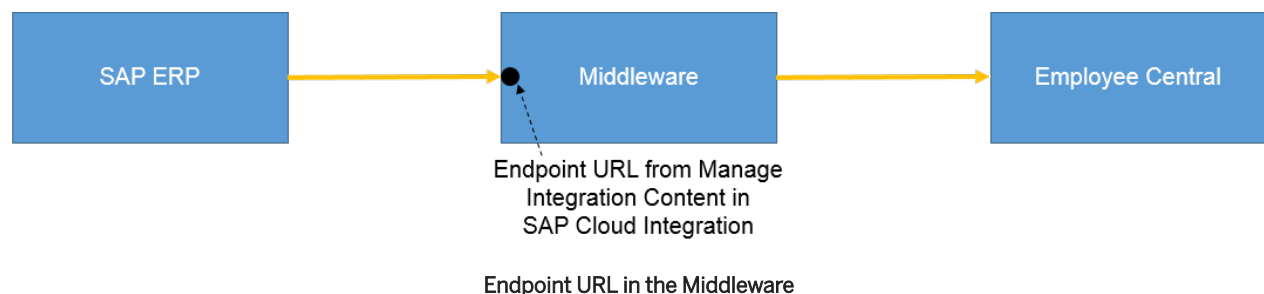 SAP ERP
Middleware
Employee Central
Endpoint URL from Manage
Integration Content in
SAP Cloud Integration
Endpoint URL in the Middleware